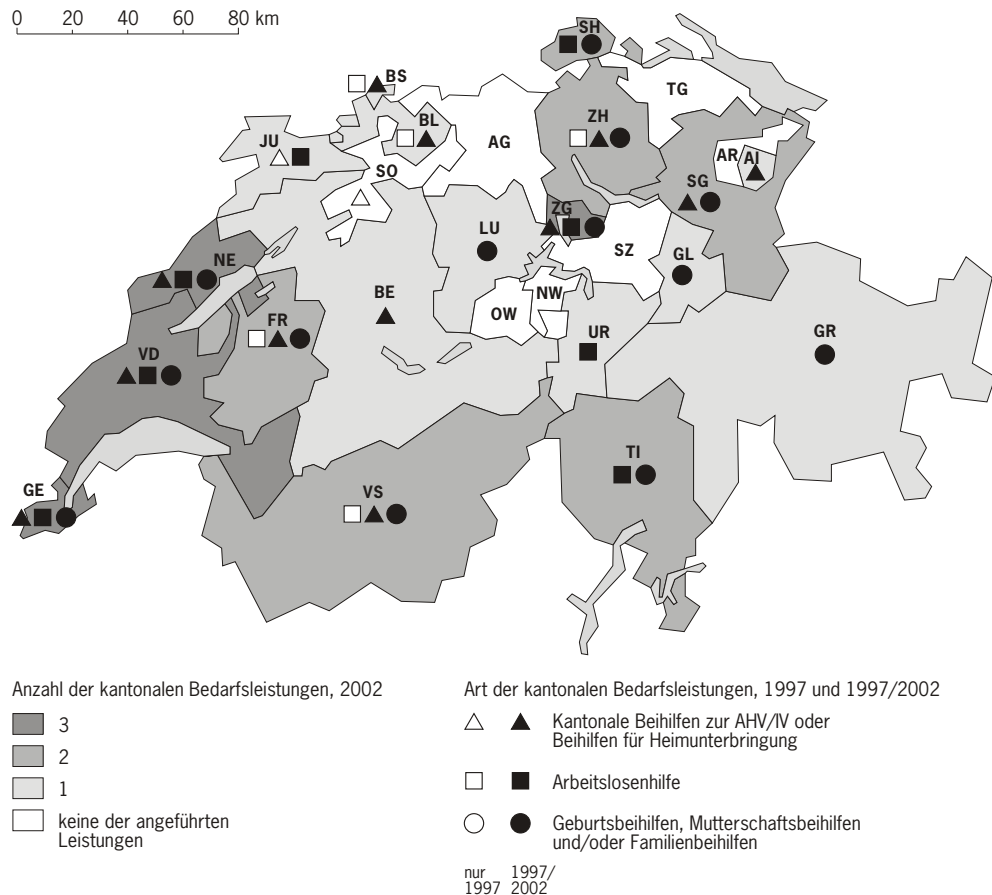 0 20 40 60 80 km
SH
BS
TG
BL
ZH
AG
JU
AR AI
SO
SG
ZG
LU
NE
SZ
GL
BE
NW
OW
FR
UR
GR
VD
TI
GE
VS
Anzahl der kantonalen Bedarfsleistungen, 2002
3
2
1
keine der angeführten
Leistungen
Art der kantonalen Bedarfsleistungen, 1997 und 1997/2002
Kantonale Beihilfen zur AHV/IV oder
Beihilfen für Heimunterbringung
Arbeitslosenhilfe
Geburtsbeihilfen, Mutterschaftsbeihilfen
und/oder Familienbeihilfen
nur 1997/
1997 2002